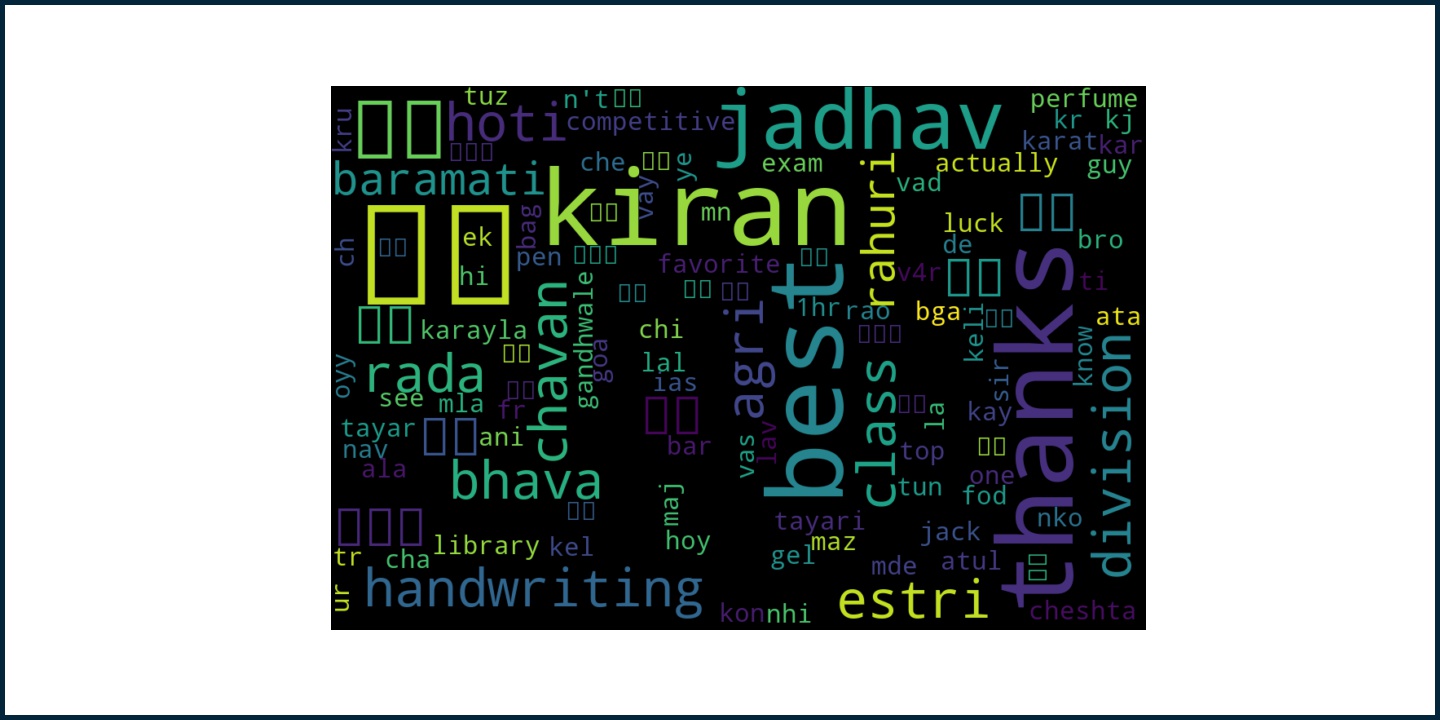 tuz
n't
perfume
jadhav
hoti
kru
competitive
kr
kj
karat
kar
che
ye
exam
actually
guy
baramati
kiran
vay
rahuri
vad
mn
luck
bag
ek
ch
de
bro
pen
hi
favorite
v4r
thanks
ti
best
gandhwale
chavan
1hr
rao
bga
ata
agri
keli
karayla
chi
goa
know
division
oyy
rada
lal
ias
class
sir
see
mla
fr
kay
la
tayar
ani
nav
bar
vas
lav
top
ala
one
bhava
tun
fod
maj
tayari
nko
jack
library
kel
hoy
maz
tr
cha
gel
mde
atul
handwriting
ur
estri
kon
nhi
cheshta